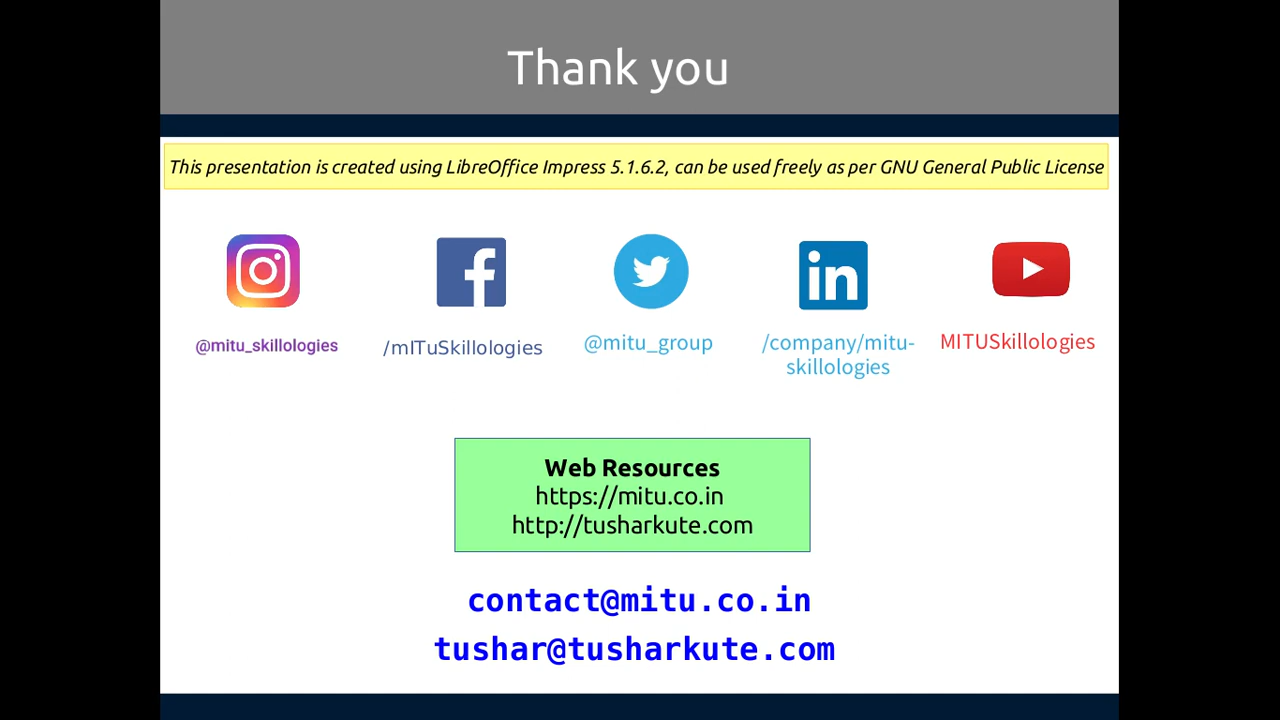 Thank you
This presentation is created using LibreOffice Impress 5.1.6.2, can be used freely as per GNU General Public License
@mitu_skillologies
/mITuSkillologies
@mitu_group
/company/mitu-
skillologies
MITUSkillologies
Web Resources
https://mitu.co.in
http://tusharkute.com
contact@mitu.co.in
tushar@tusharkute.com